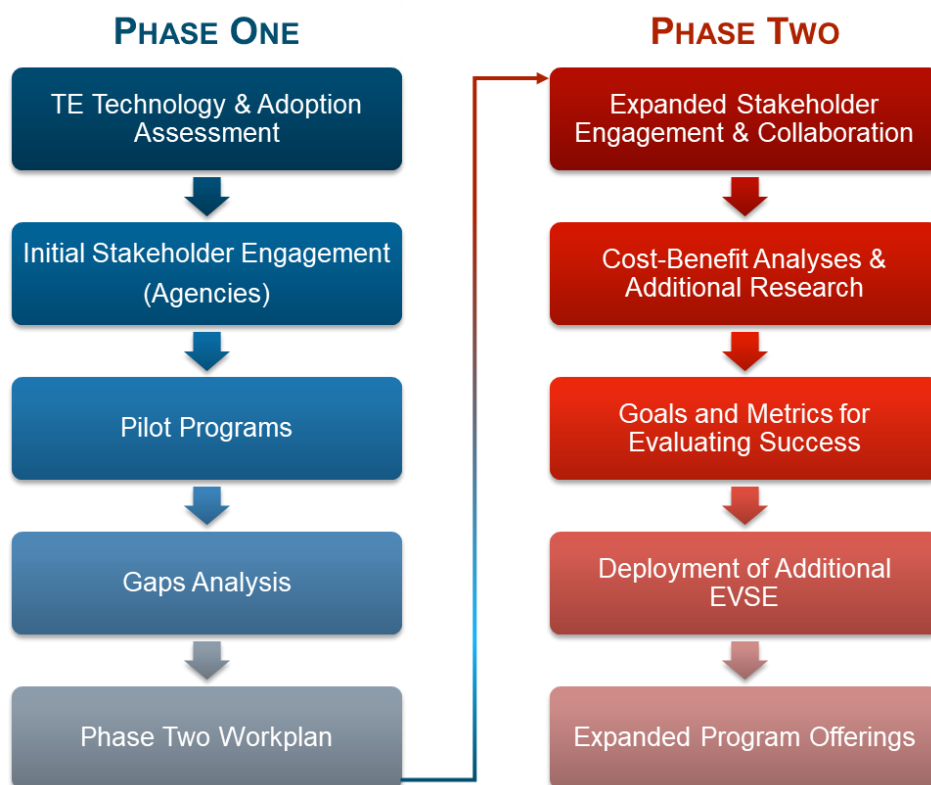 PHASE ONE
TE Technology & Adoption
Assessment
Initial Stakeholder Engagement
(Agencies)
Pilot Programs
Gaps Analysis
Phase Two Workplan
PHASE TWO
Expanded Stakeholder
Engagement & Collaboration
Cost-Benefit Analyses &
Additional Research
Goals and Metrics for
Evaluating Success
Deployment of Additional
EVSE
Expanded Program Offerings